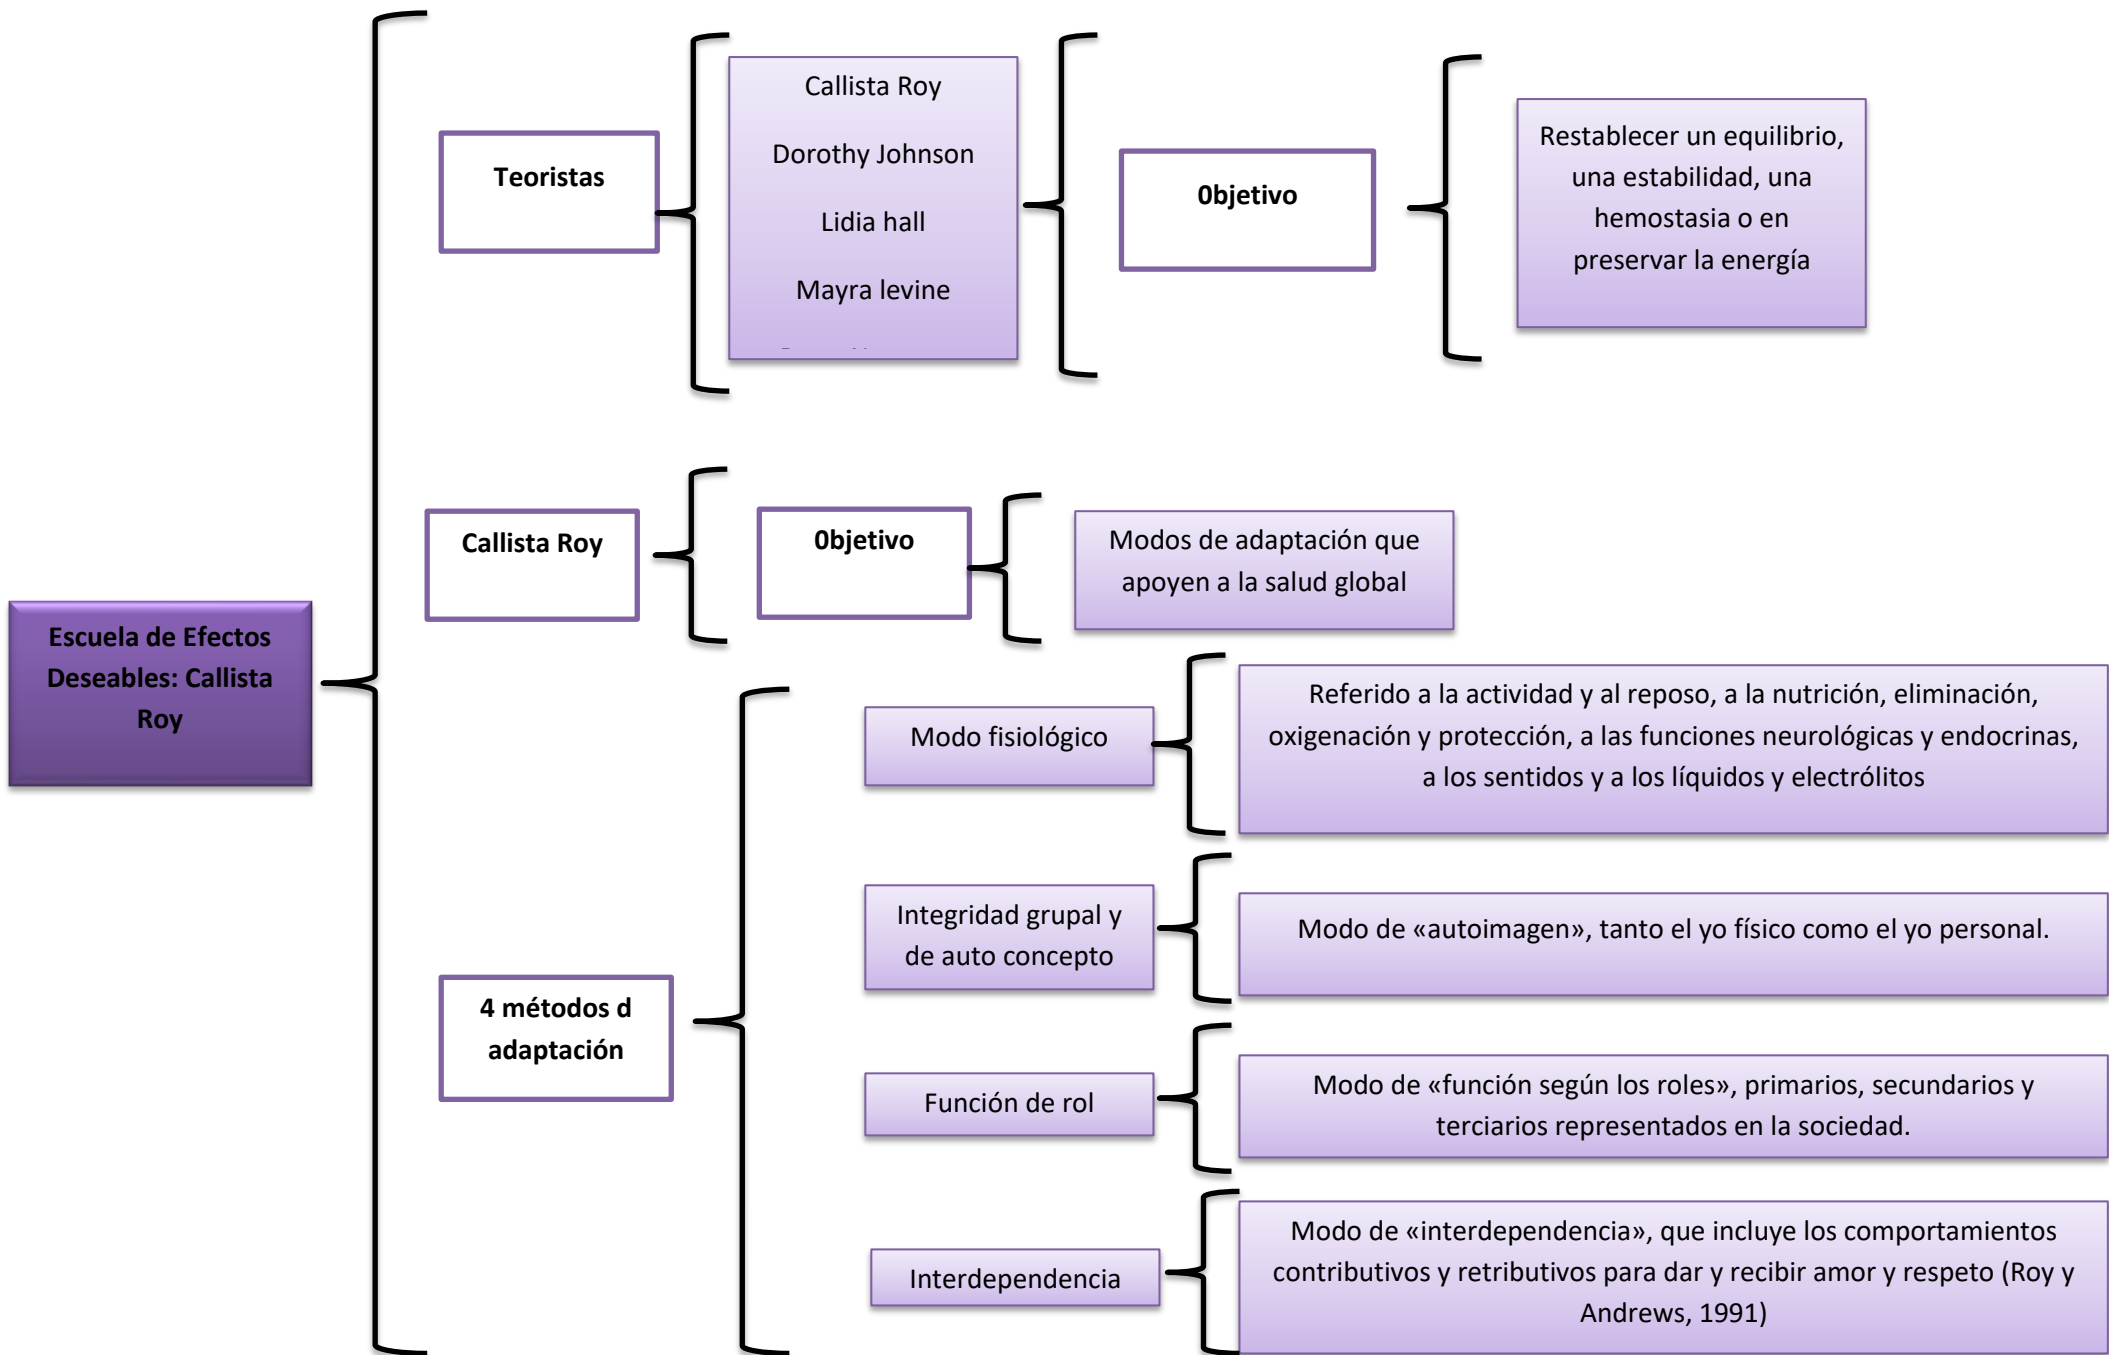 Teoristas
Callista Roy
Dorothy Johnson
Lidia hall
Mayra levine
0bjetivo
Restablecer un equilibrio,
una estabilidad, una
hemostasia o en
preservar la energía
Callista Roy
0bjetivo
Modos de adaptación que
apoyen a la salud global
Escuela de Efectos
Deseables: Callista
Roy
4 métodos d
adaptación
Modo fisiológico
Referido a la actividad y al reposo, a la nutrición, eliminación,
oxigenación y protección, a las funciones neurológicas y endocrinas,
a los sentidos y a los líquidos y electrólitos
Integridad grupal y
de auto concepto
Modo de «autoimagen», tanto el yo físico como el yo personal.
Función de rol
Modo de «función según los roles», primarios, secundarios y
terciarios representados en la sociedad.
Interdependencia
Modo de «interdependencia», que incluye los comportamientos
contributivos y retributivos para dar y recibir amor y respeto (Roy y
Andrews, 1991)